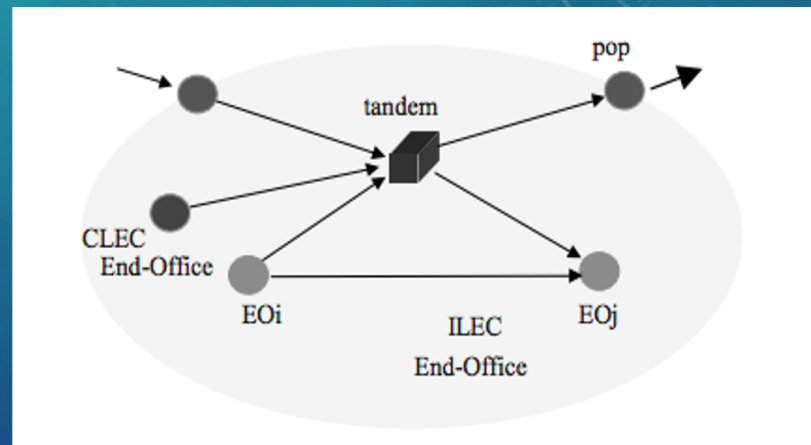 pop
tandem
CLEC
End-Office
EOi
EOj
ILEC
End-Office